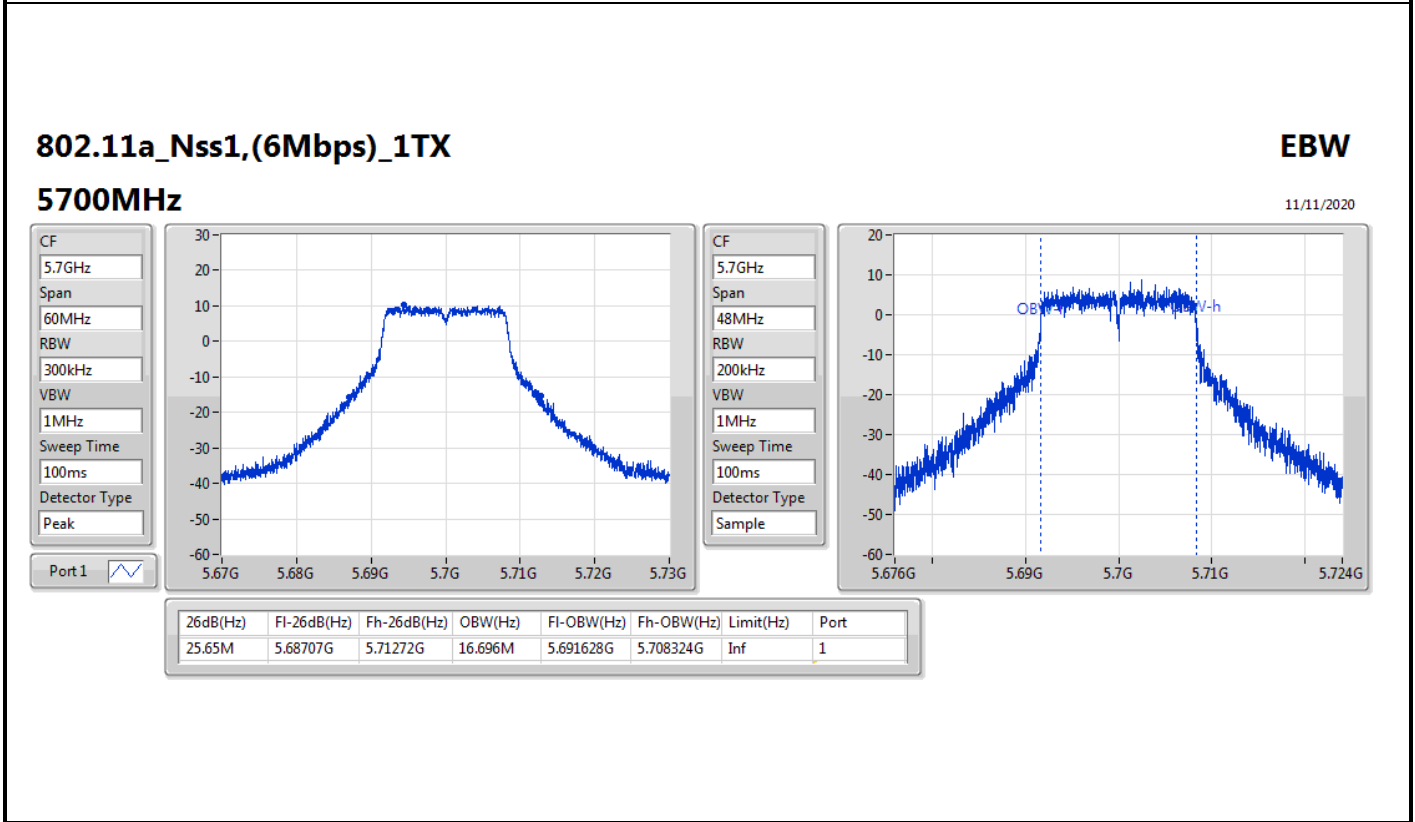 802.11a_Nss1,(6Mbps)_1TX
EBW
5700MHz
11/11/2020
CF
5.7GHz
Span
60MHz
RBW
300kHz
VBW
1MHz
Sweep Time
100ms
Detector Type
Peak
Port 1
30
20
10
0
-10
-20
-30
-40
-50
-60
5.67G 5.68G 5.69G 5.7G 5.71G 5.72G 5.73G
CF
5.7GHz
Span
48MHz
RBW
200kHz
VBW
1MHz
Sweep Time
100ms
Detector Type
Sample
20
10
0
-10
-20
-30
-40
-50
-60
5.676G 5.69G 5.7G 5.71G 5.724G
26dB(Hz) Fl-26dB(Hz) Fh-26dB(Hz) OBW(Hz) Fl-OBW(Hz) Fh-OBW(Hz) Limit(Hz) Port
25.65M 5.68707G 5.71272G 16.696M 5.691628G 5.708324G Inf 1